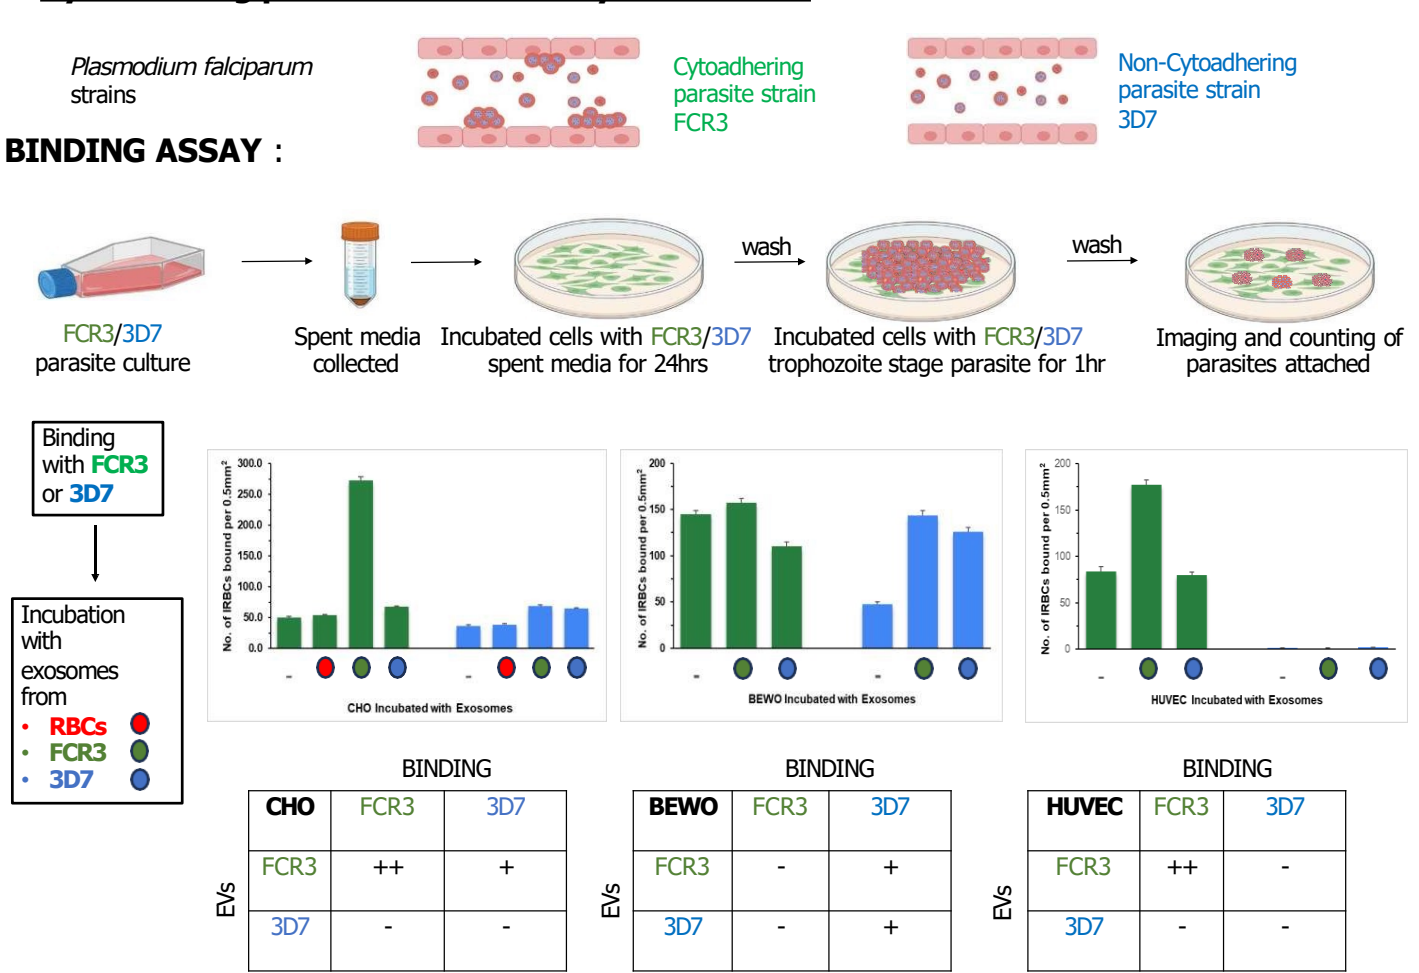 Plasmodium falciparum
strains
Cytoadhering
parasite strain
FCR3
Non-Cytoadhering
parasite strain
3D7
BINDING ASSAY :
wash
wash
FCR3/3D7
parasite culture
Spent media
collected
Incubated cells with FCR3/3D7
spent media for 24hrs
Incubated cells with FCR3/3D7
trophozoite stage parasite for 1hr
Imaging and counting of
parasites attached
Binding
with FCR3
or 3D7
Incubation
with
exosomes
from
• RBCs
• FCR3
• 3D7
No. of IRBCs bound per 0.5mm²
300.0
250.0
200.0
150.0
100.0
50.0
0.0
- -
CHO Incubated with Exosomes
No. of IRBCs bound per 0.5mm²
200
150
100
50
0
- -
BEWO Incubated with Exosomes
No. of IRBCs bound per 0.5mm²
200
150
100
50
0
- -
HUVEC Incubated with Exosomes
BINDING
CHO FCR3 3D7
EVs
FCR3 ++ +
3D7 - -
BINDING
BEWO FCR3 3D7
EVs
FCR3 - +
3D7 - +
BINDING
HUVEC FCR3 3D7
EVs
FCR3 ++ -
3D7 - -